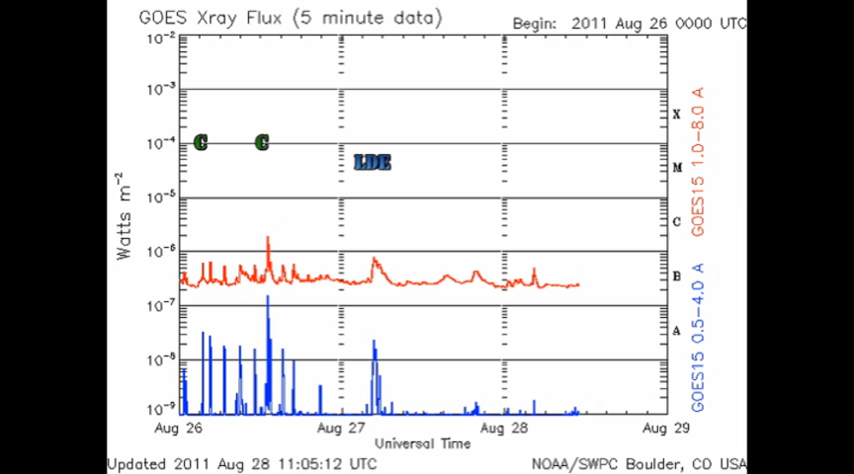 GOES Xray Flux (5 minute data)
Begin: 2011 Aug 26 0000 UTC
10-2
10-3
10-4
10-5
10-6
10-7
10-8
10-9
Watts m-2
C
C
LDE
X
M
C
B
A
GOES15 1.0-8.0 A
GOES15 0.5-4.0 A
Aug 26
Aug 27
Aug 28
Aug 29
Universal Time
Updated 2011 Aug 28 11:05:12 UTC
NOAA/SWPC Boulder, CO USA